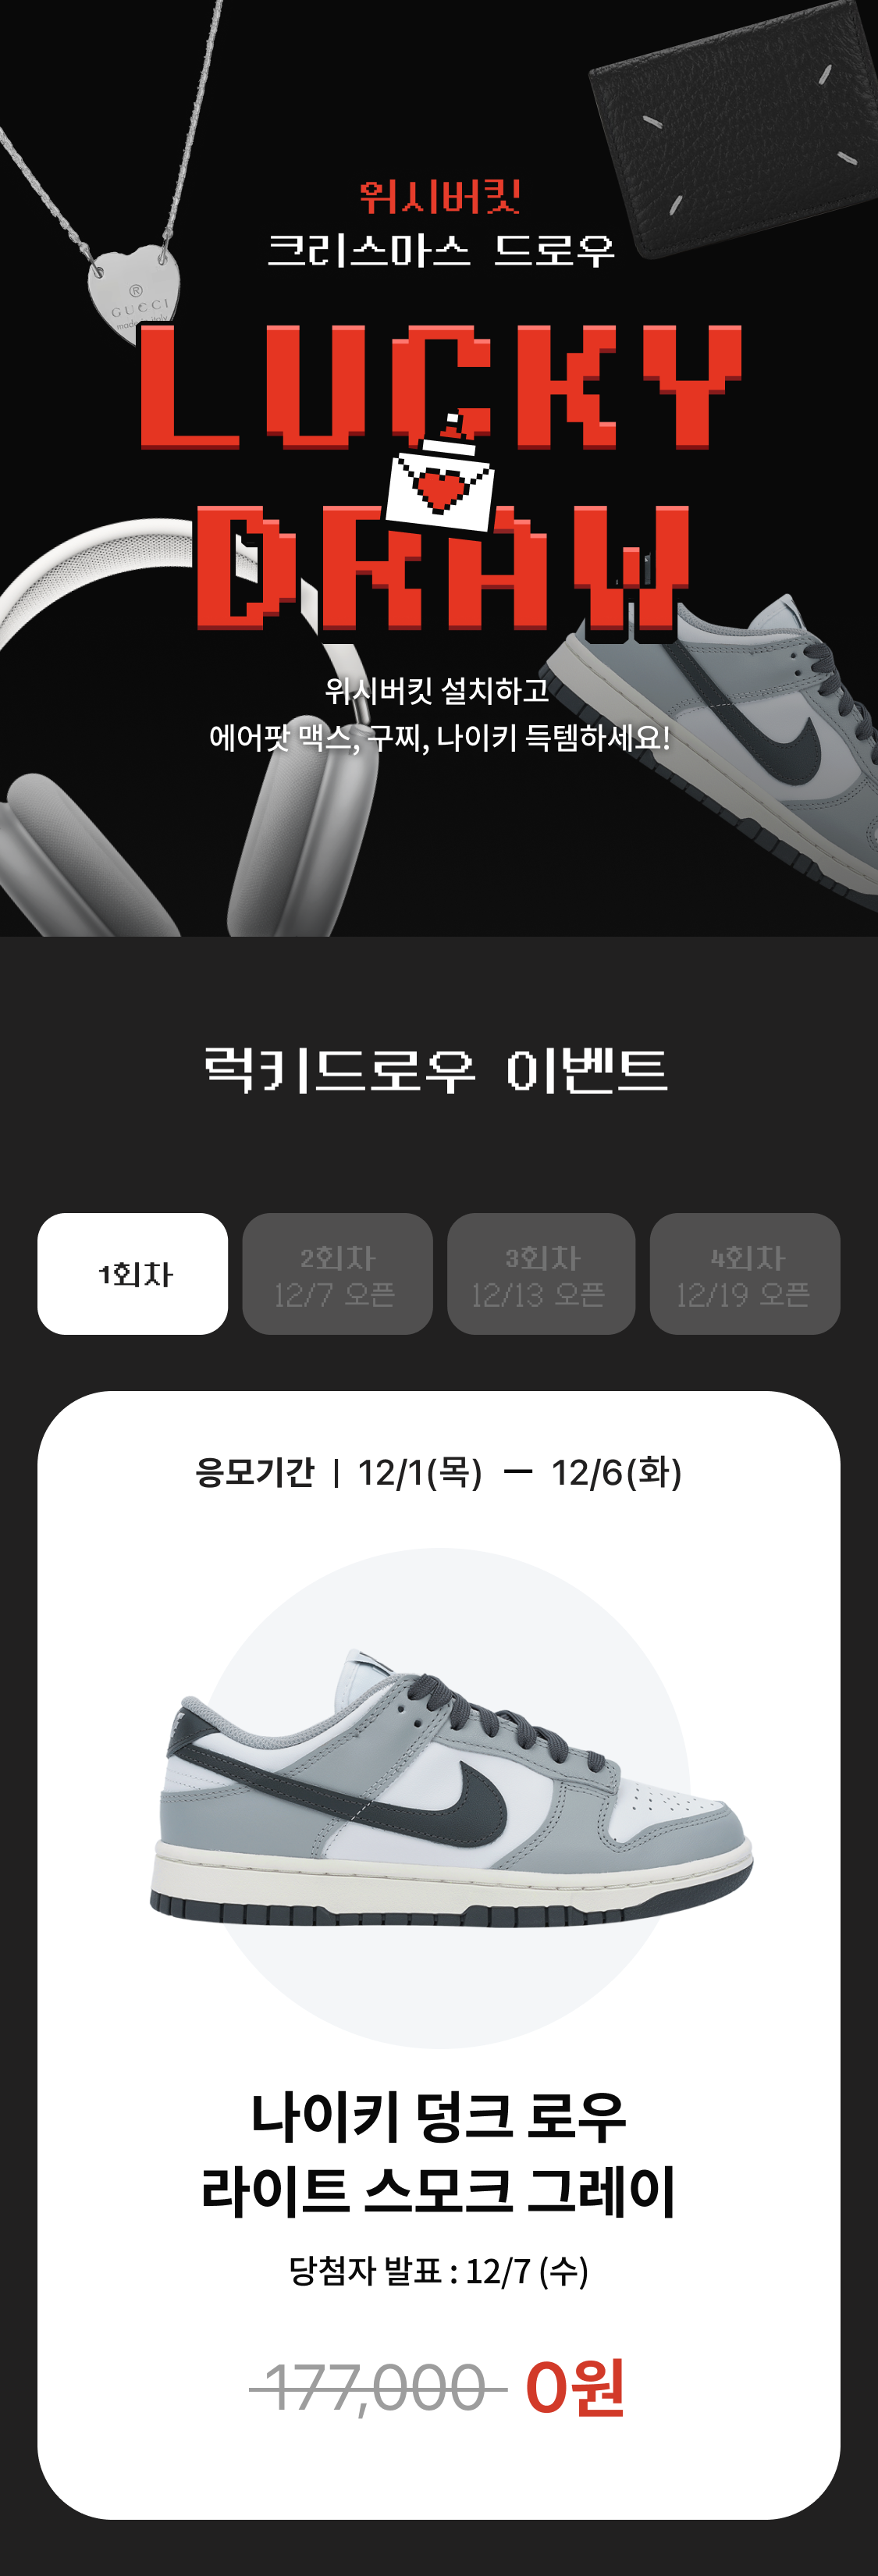 ®
GUCCI
made in italy
위시버킷
크리스마스 드로우
LUCKY
DRAW
위시버킷 설치하고
에어팟 맥스, 구찌, 나이키 득템하세요!
럭키드로우 이벤트
1회차
2회차
12/7 오픈
3회차
12/13 오픈
4회차
12/19 오픈
응모기간 | 12/1(목) ー 12/6(화)
나이키 덩크 로우
라이트 스모크 그레이
당첨자 발표 : 12/7 (수)
177,000 0원